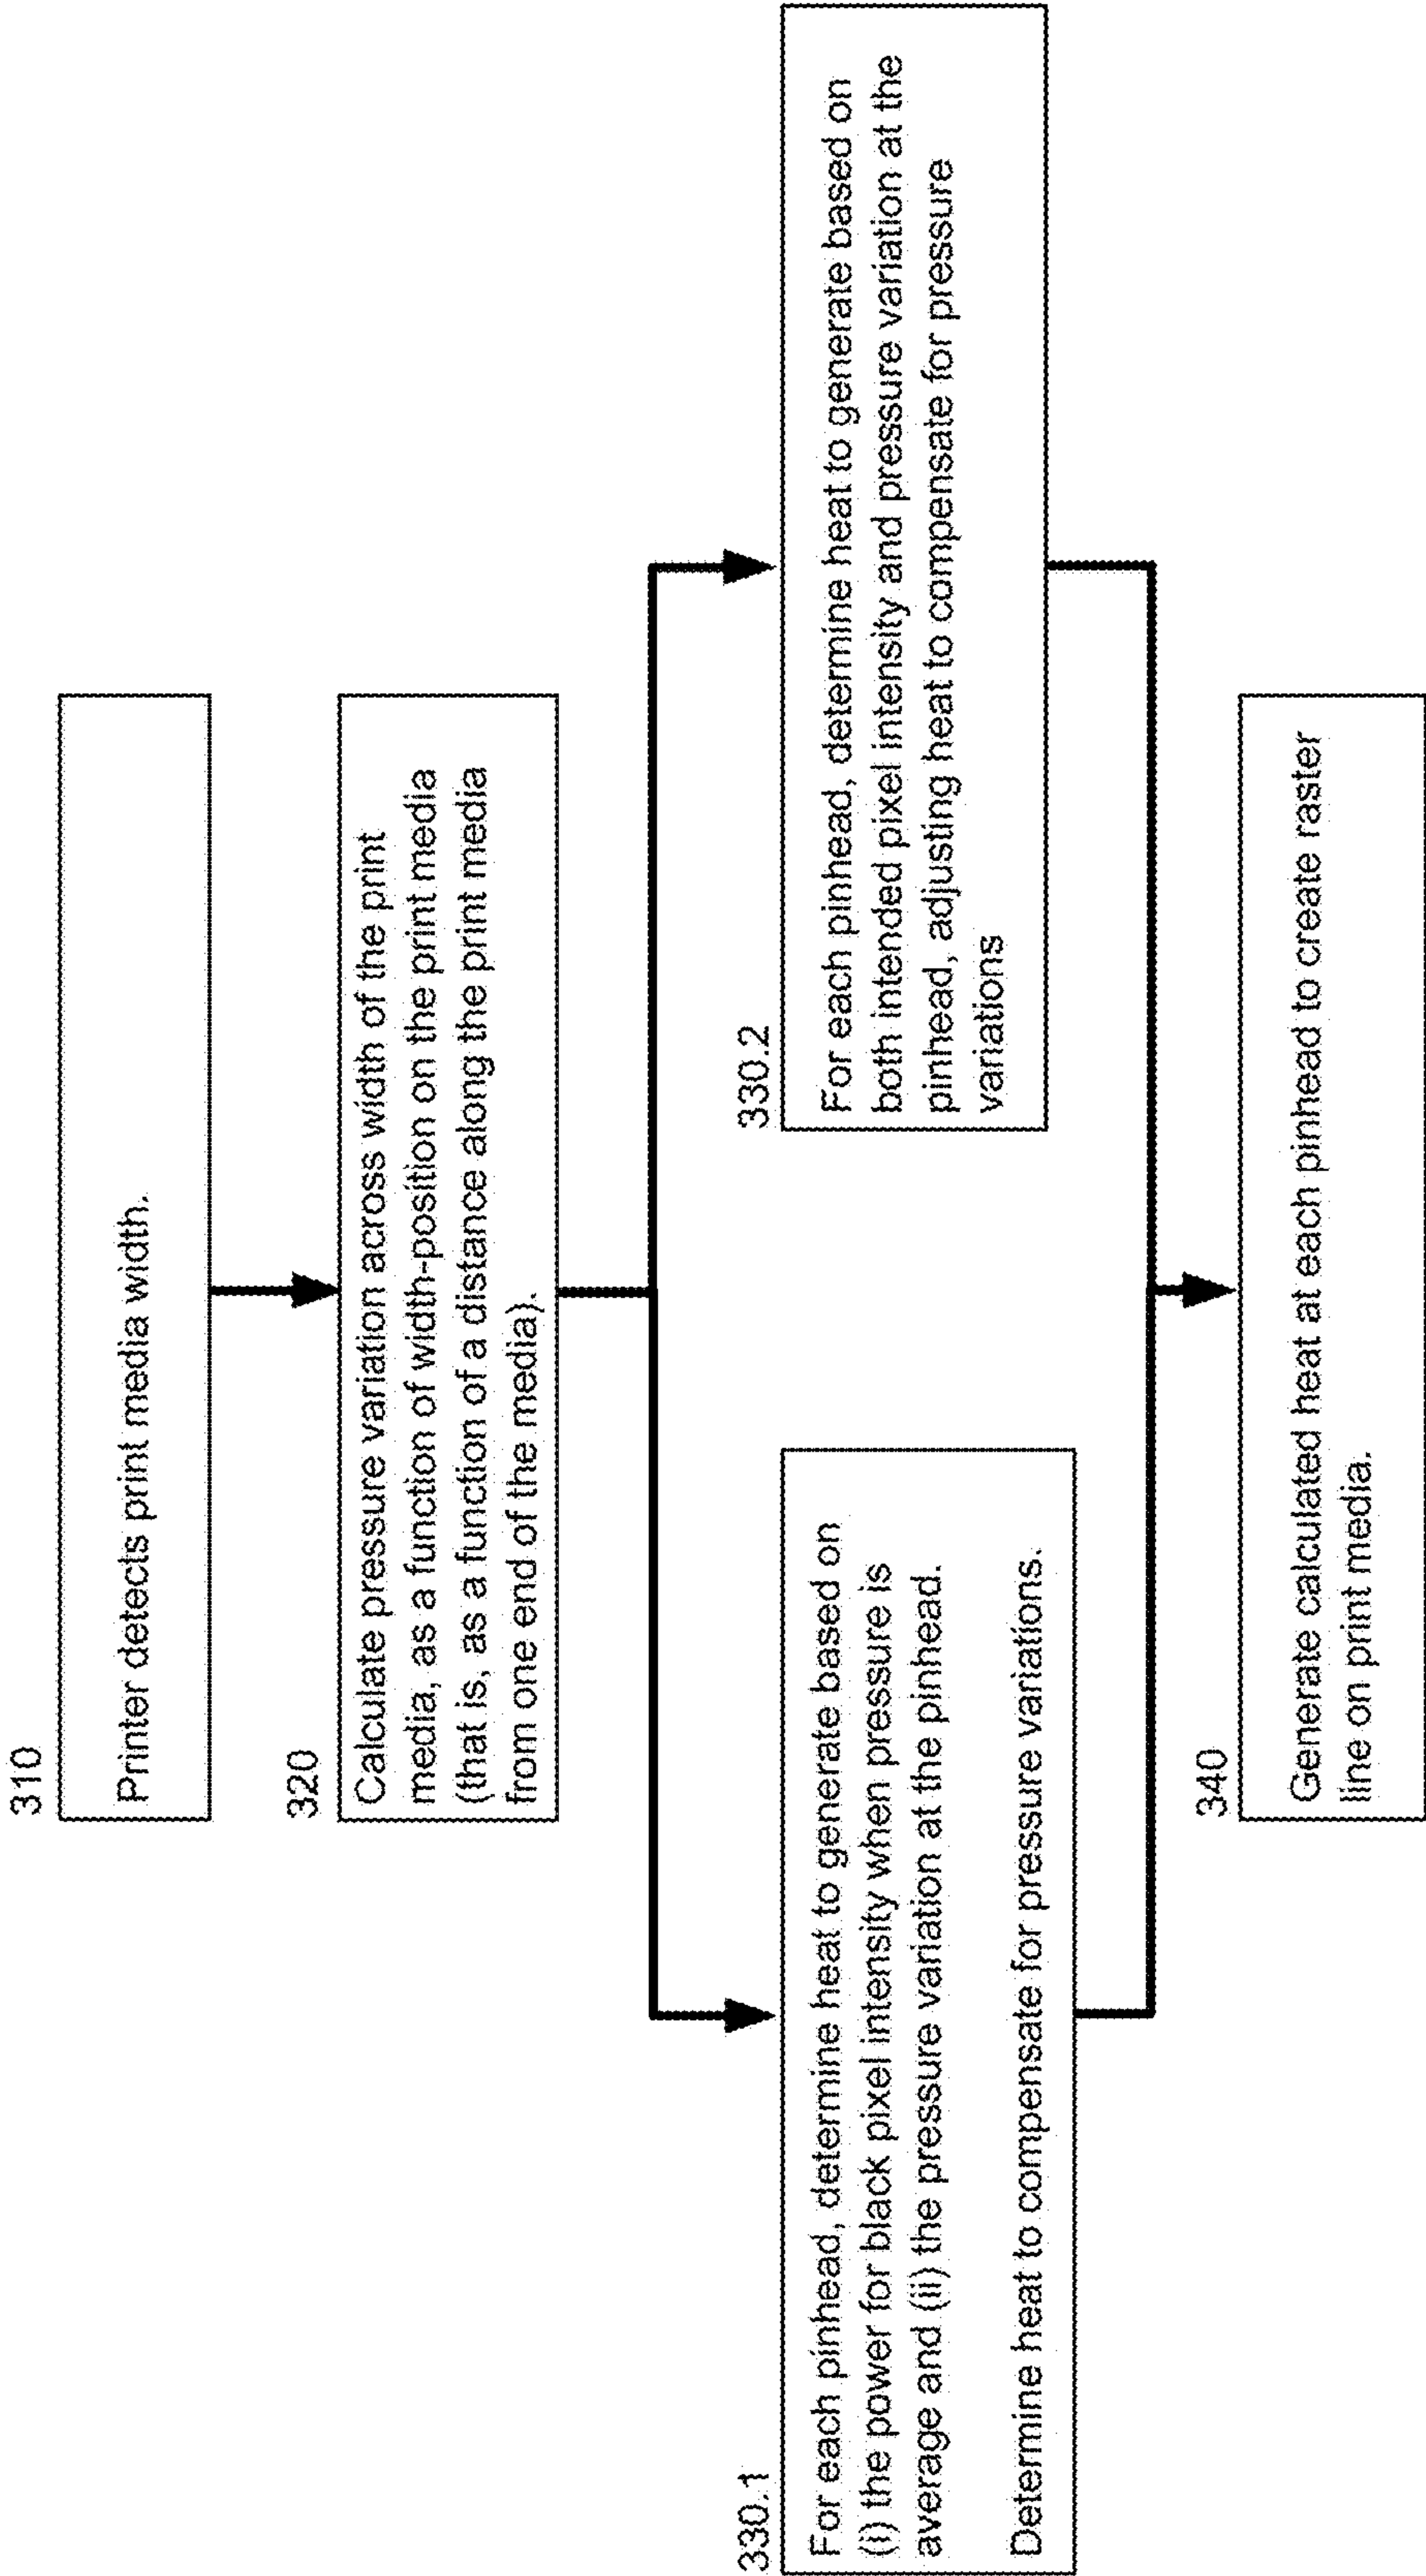 310
Printer detects print media width.
320
Calculate pressure variation across width of the print
media, as a function of width-position on the print media
(that is, as a function of a distance along the print media
from one end of the media).
330.1
For each pinhead, determine heat to generate based on
(i) the power for black pixel intensity when pressure is
average and (ii) the pressure variation at the pinhead.
Determine heat to compensate for pressure variations.
330.2
For each pinhead, determine heat to generate based on
both intended pixel intensity and pressure variation at the
pinhead, adjusting heat to compensate for pressure
variations
340
Generate calculated heat at each pinhead to create raster
line on print media.